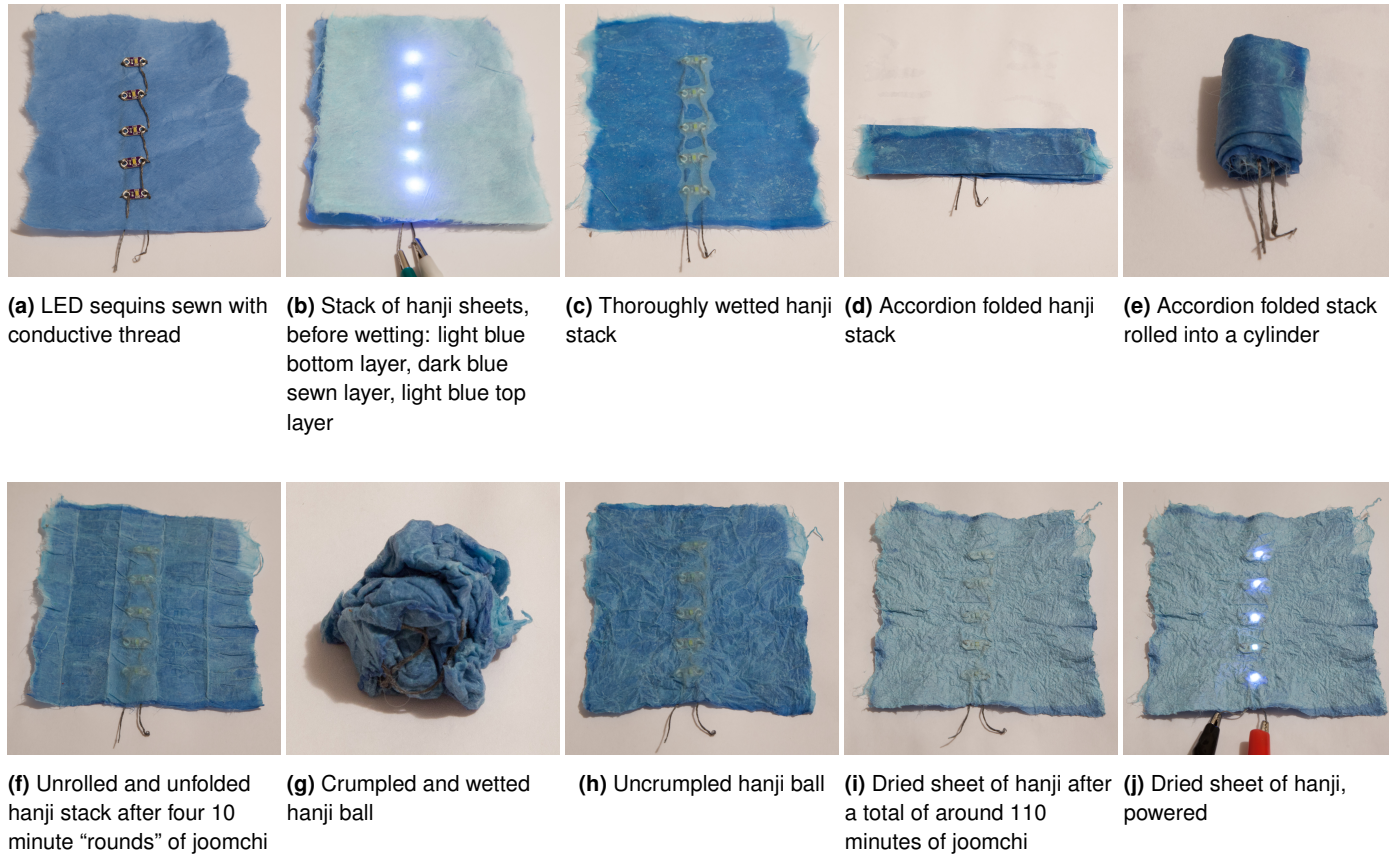 (a) LED sequins sewn with
conductive thread
(b) Stack of hanji sheets,
before wetting: light blue
bottom layer, dark blue
sewn layer, light blue top
layer
(c) Thoroughly wetted hanji
stack
(d) Accordion folded hanji
stack
(e) Accordion folded stack
rolled into a cylinder
(f) Unrolled and unfolded
hanji stack after four 10
minute “rounds” of joomchi
(g) Crumpled and wetted
hanji ball
(h) Uncrumpled hanji ball
(i) Dried sheet of hanji after
a total of around 110
minutes of joomchi
(j) Dried sheet of hanji,
powered